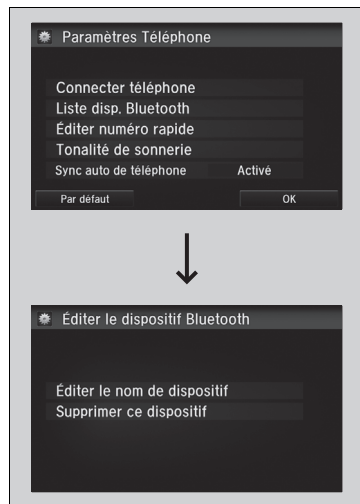 Paramètres Téléphone
Connecter téléphone
Liste disp. Bluetooth
Éditer numéro rapide
Tonalité de sonnerie
Sync auto de téléphone Activé
Par défaut OK
Éditer le dispositif Bluetooth
Éditer le nom de dispositif
Supprimer ce dispositif